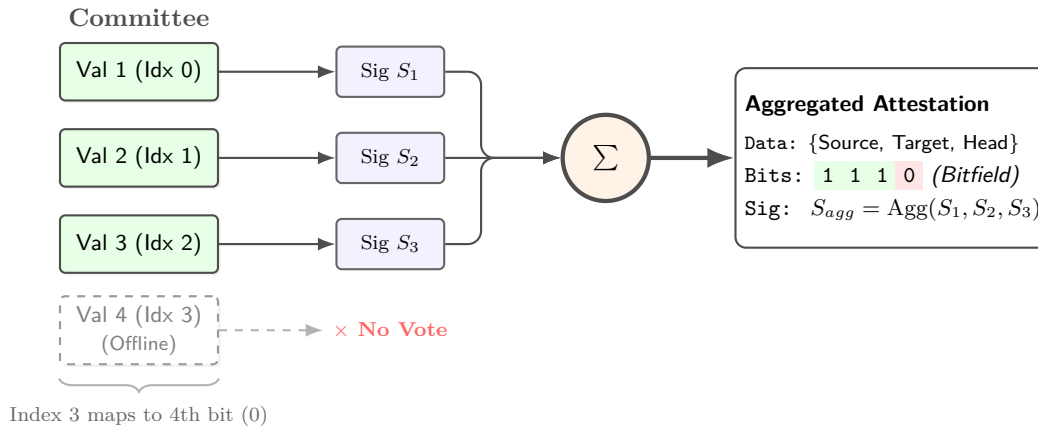 Committee
Val 1 (Idx 0)
Sig S₁
Val 2 (Idx 1)
Sig S₂
Val 3 (Idx 2)
Sig S₃
Val 4 (Idx 3)
(Offline)
× No Vote
Index 3 maps to 4th bit (0)
∑
Aggregated Attestation
Data: {Source, Target, Head}
Bits: 1 1 1 0 (Bitfield)
Sig: S_{agg} = Agg(S₁, S₂, S₃)